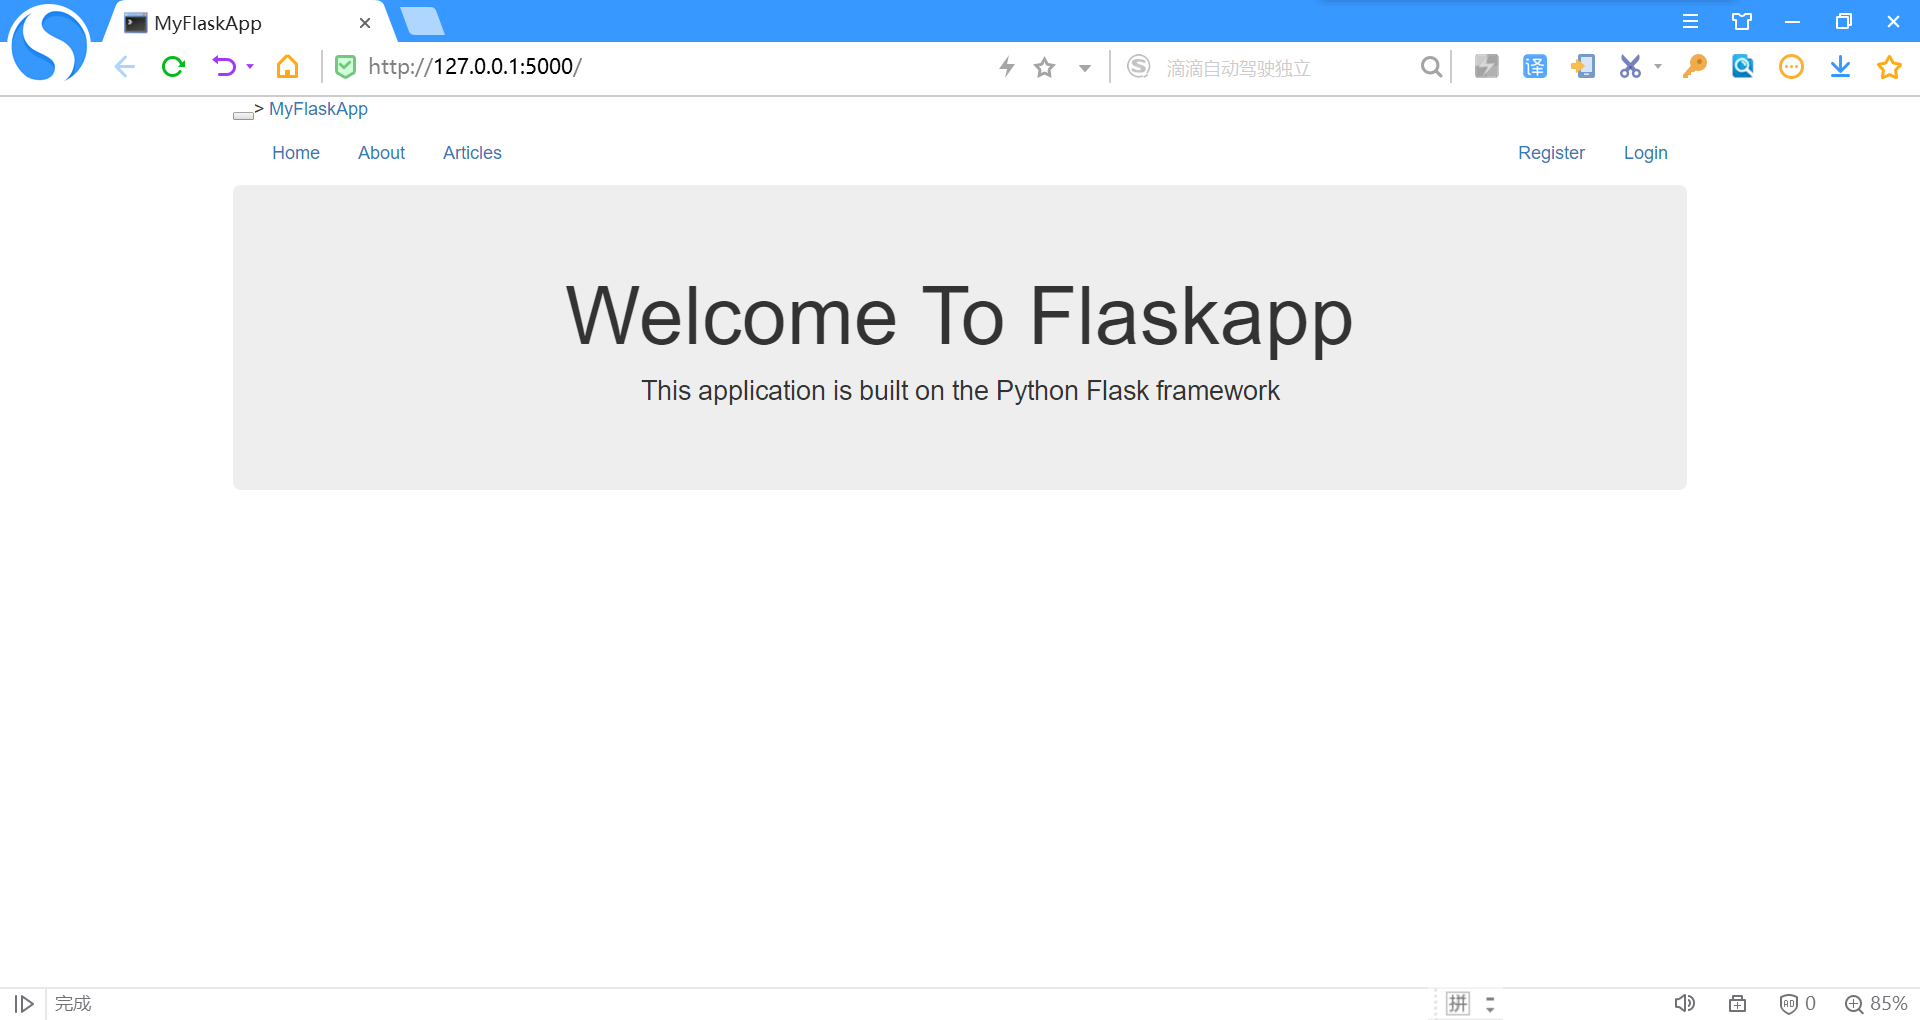 MyFlaskApp
http://127.0.0.1:5000/
滴滴自动驾驶独立
译
> MyFlaskApp
Home About Articles Register Login
Welcome To Flaskapp
This application is built on the Python Flask framework
完成
拼
AD 0
85%